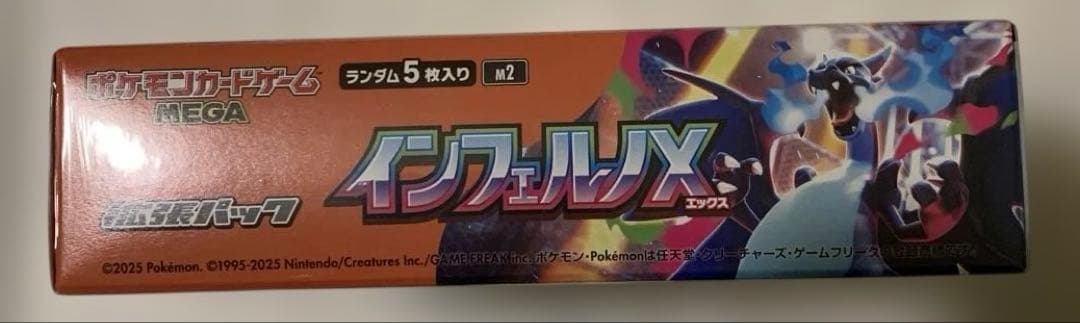 ポケモンカードゲーム
MEGA
ランダム5枚入り
M2
インフェルノX
エックス
拡張パック
©2025 Pokémon. ©1995-2025 Nintendo/Creatures Inc./GAME FREAK inc. ポケモン・Pokémonは任天堂・クリーチャーズ・ゲームフリークの登録商標です。